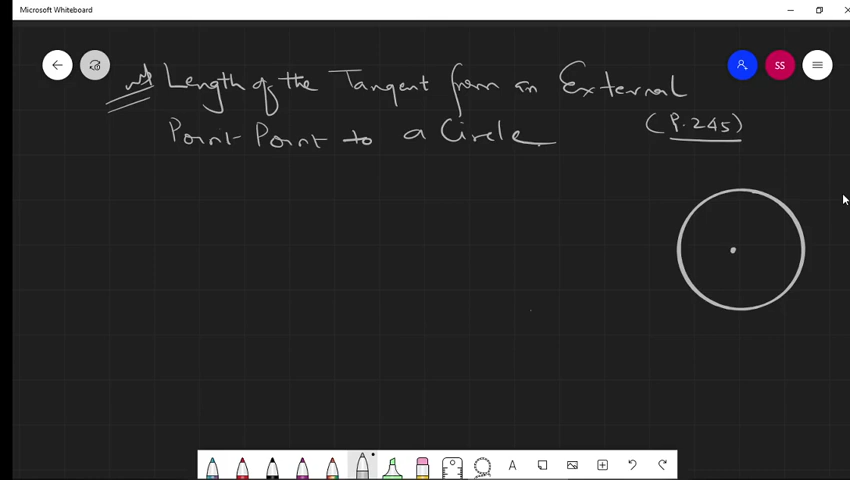 Microsoft Whiteboard
SS
Length of the Tangent from an External
Point-Point to a Circle
(P.245)
A